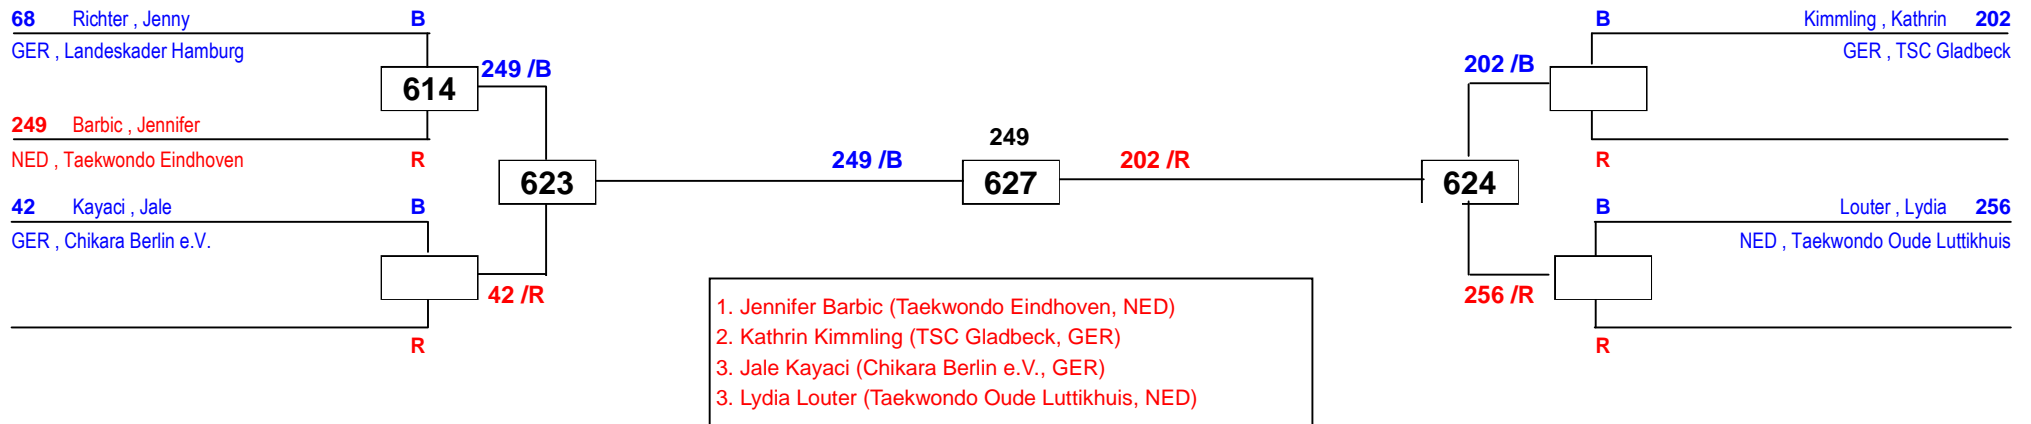 68 Richter , Jenny B
GER , Landeskader Hamburg
249 /B
614
249 Barbic , Jennifer
NED , Taekwondo Eindhoven R
623
42 Kayaci , Jale B
GER , Chikara Berlin e.V.
42 /R
R
249 /B
249
627
202 /R
B Kimmling , Kathrin 202
GER , TSC Gladbeck
202 /B
R
624
B Louter , Lydia 256
NED , Taekwondo Oude Luttikhuis
256 /R
R
1. Jennifer Barbic (Taekwondo Eindhoven, NED)
2. Kathrin Kimmling (TSC Gladbeck, GER)
3. Jale Kayaci (Chikara Berlin e.V., GER)
3. Lydia Louter (Taekwondo Oude Luttikhuis, NED)